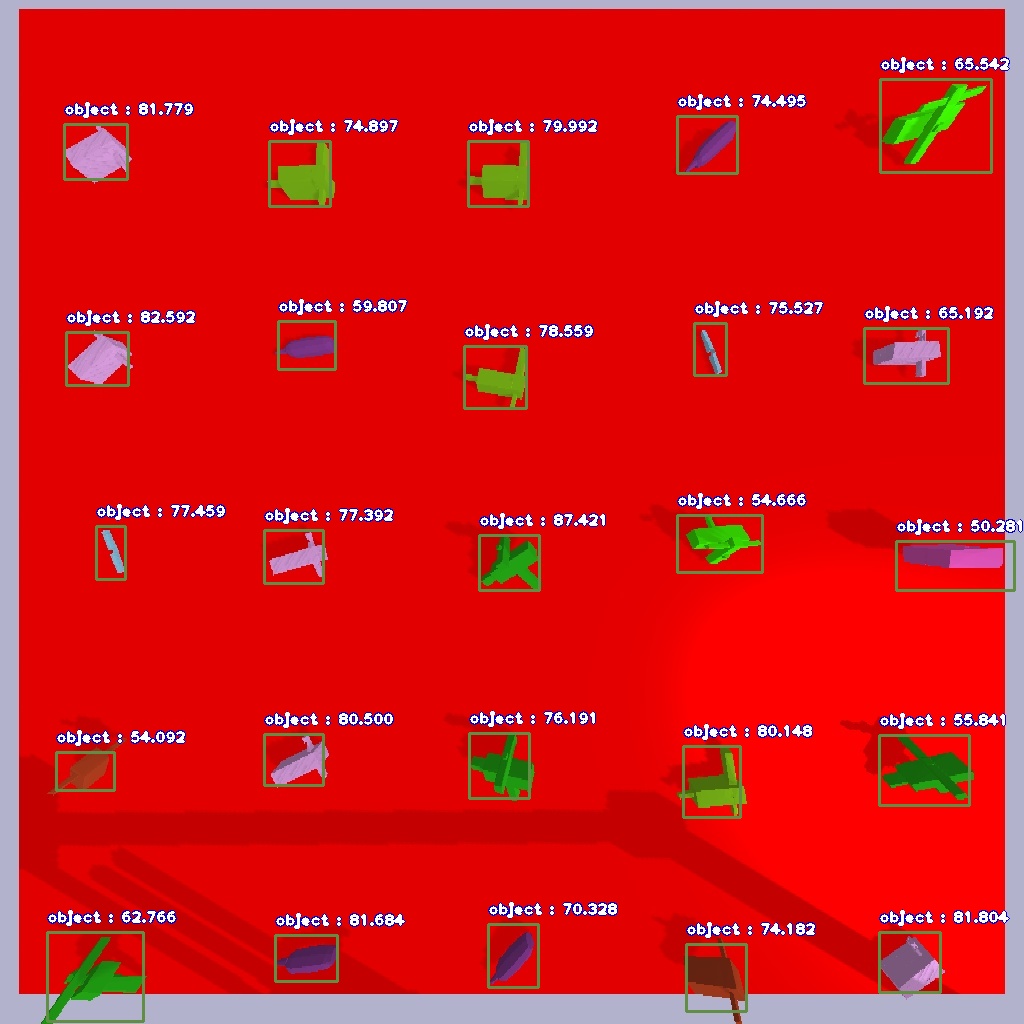 object : 65.542
object : 81.779
object : 74.897
object : 79.992
object : 74.495
object : 82.592
object : 59.807
object : 78.559
object : 75.527
object : 65.192
object : 77.459
object : 77.392
object : 87.421
object : 54.666
object : 50.281
object : 54.092
object : 80.500
object : 76.191
object : 80.148
object : 55.841
object : 62.766
object : 81.684
object : 70.328
object : 74.182
object : 81.804